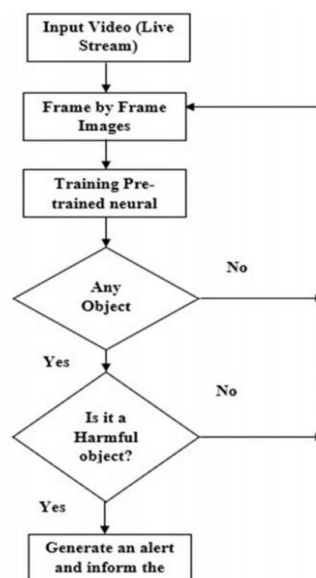 Input Video (Live
Stream)
Frame by Frame
Images
Training Pre-
trained neural
No
Any
Object
Yes
No
Is it a
Harmful
object?
Yes
Generate an alert
and inform the